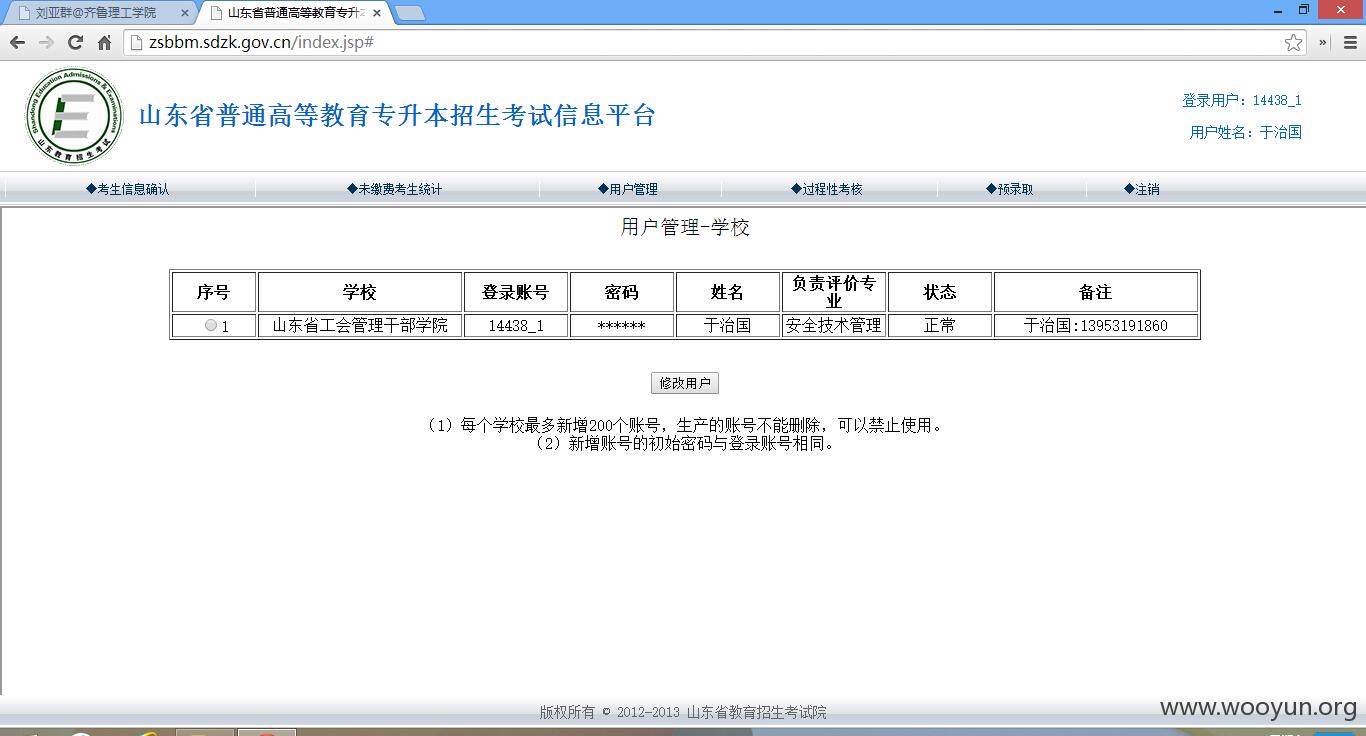 刘亚群@齐鲁理工学院
山东省普通高等教育专升
zsbbm.sdzk.gov.cn/index.jsp#
Shandong Education Admissions & Examinations
山东教育招生考试
山东省普通高等教育专升本招生考试信息平台
登录用户：14438_1
用户姓名：于治国
◆考生信息确认 ◆未缴费考生统计 ◆用户管理 ◆过程性考核 ◆预录取 ◆注销
用户管理-学校
序号 学校 登录账号 密码 姓名 负责评价专业 状态 备注
1 山东省工会管理干部学院 14438_1 ****** 于治国 安全技术管理 正常 于治国:13953191860
修改用户
（1）每个学校最多新增200个账号，生产的账号不能删除，可以禁止使用。
（2）新增账号的初始密码与登录账号相同。
版权所有 © 2012-2013 山东省教育招生考试院
www.wooyun.org